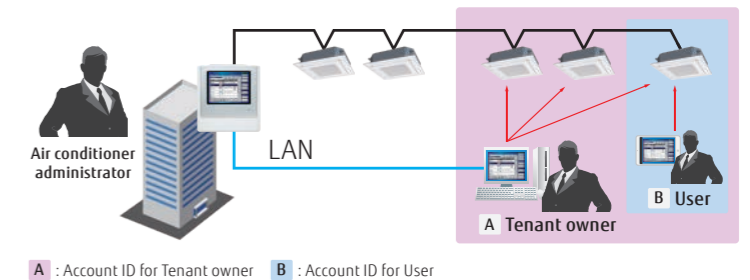 LAN
Air conditioner
administrator
B User
A Tenant owner
A : Account ID for Tenant owner B : Account ID for User